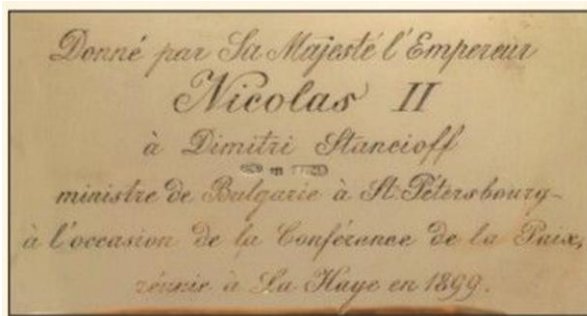 Donné par Sa Majesté l'Empereur
Nicolas II
à Dimitri Stancioff
ministre de Bulgarie à St. Pétersbourg
à l'occasion de la Conférence de la Paix,
réunie à La Haye en 1899.